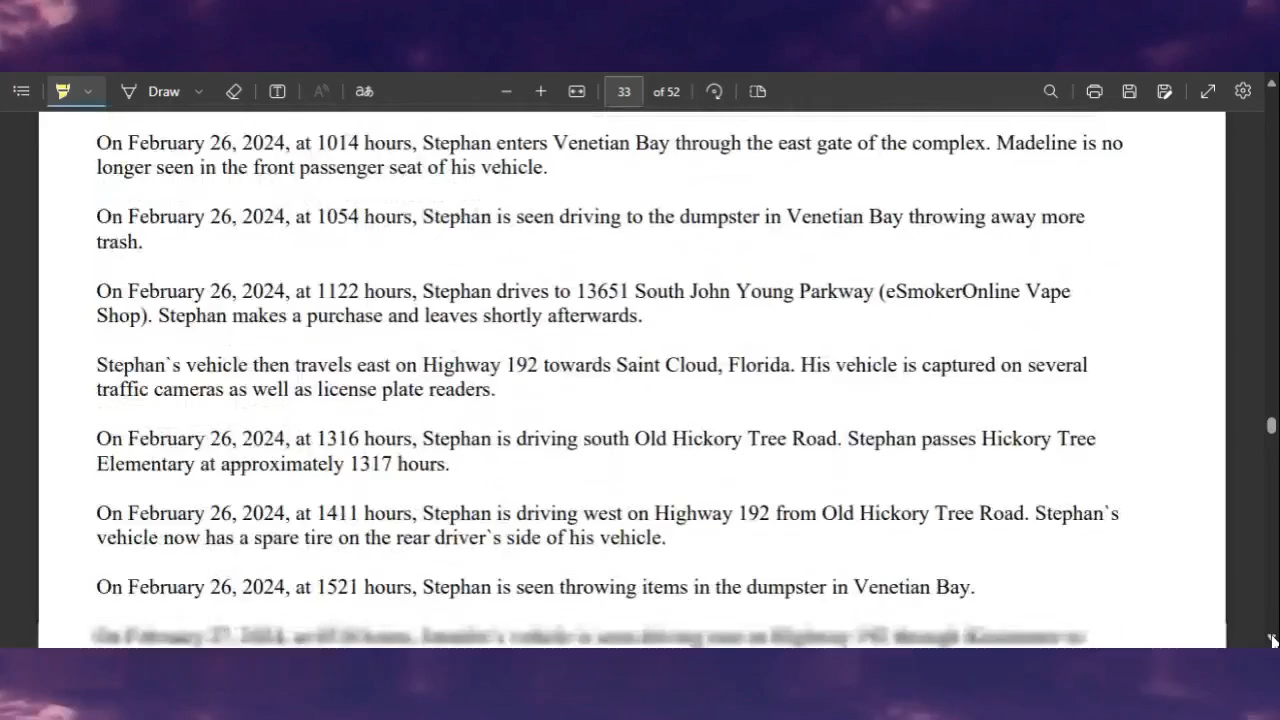 Draw
33 of 52
On February 26, 2024, at 1014 hours, Stephan enters Venetian Bay through the east gate of the complex. Madeline is no
longer seen in the front passenger seat of his vehicle.
On February 26, 2024, at 1054 hours, Stephan is seen driving to the dumpster in Venetian Bay throwing away more
trash.
On February 26, 2024, at 1122 hours, Stephan drives to 13651 South John Young Parkway (eSmokerOnline Vape
Shop). Stephan makes a purchase and leaves shortly afterwards.
Stephan`s vehicle then travels east on Highway 192 towards Saint Cloud, Florida. His vehicle is captured on several
traffic cameras as well as license plate readers.
On February 26, 2024, at 1316 hours, Stephan is driving south Old Hickory Tree Road. Stephan passes Hickory Tree
Elementary at approximately 1317 hours.
On February 26, 2024, at 1411 hours, Stephan is driving west on Highway 192 from Old Hickory Tree Road. Stephan`s
vehicle now has a spare tire on the rear driver`s side of his vehicle.
On February 26, 2024, at 1521 hours, Stephan is seen throwing items in the dumpster in Venetian Bay.